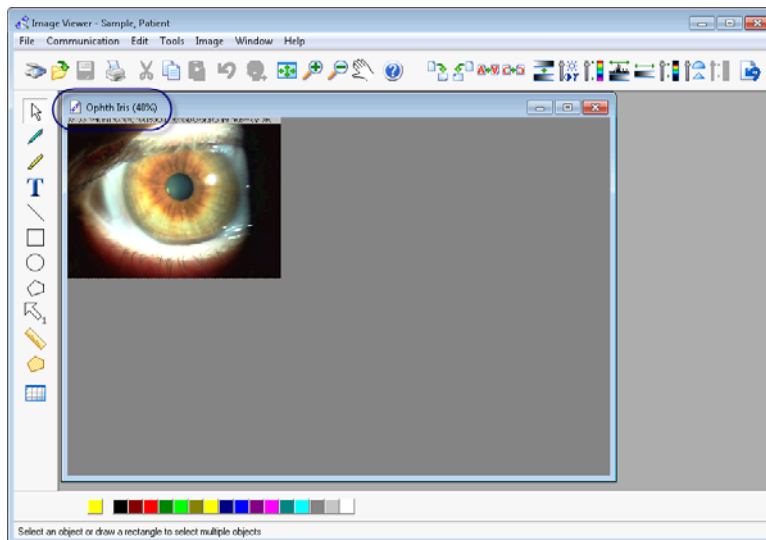 Image Viewer - Sample, Patient
File Communication Edit Tools Image Window Help
T
Ophth Iris (48%)
1
Select an object or draw a rectangle to select multiple objects